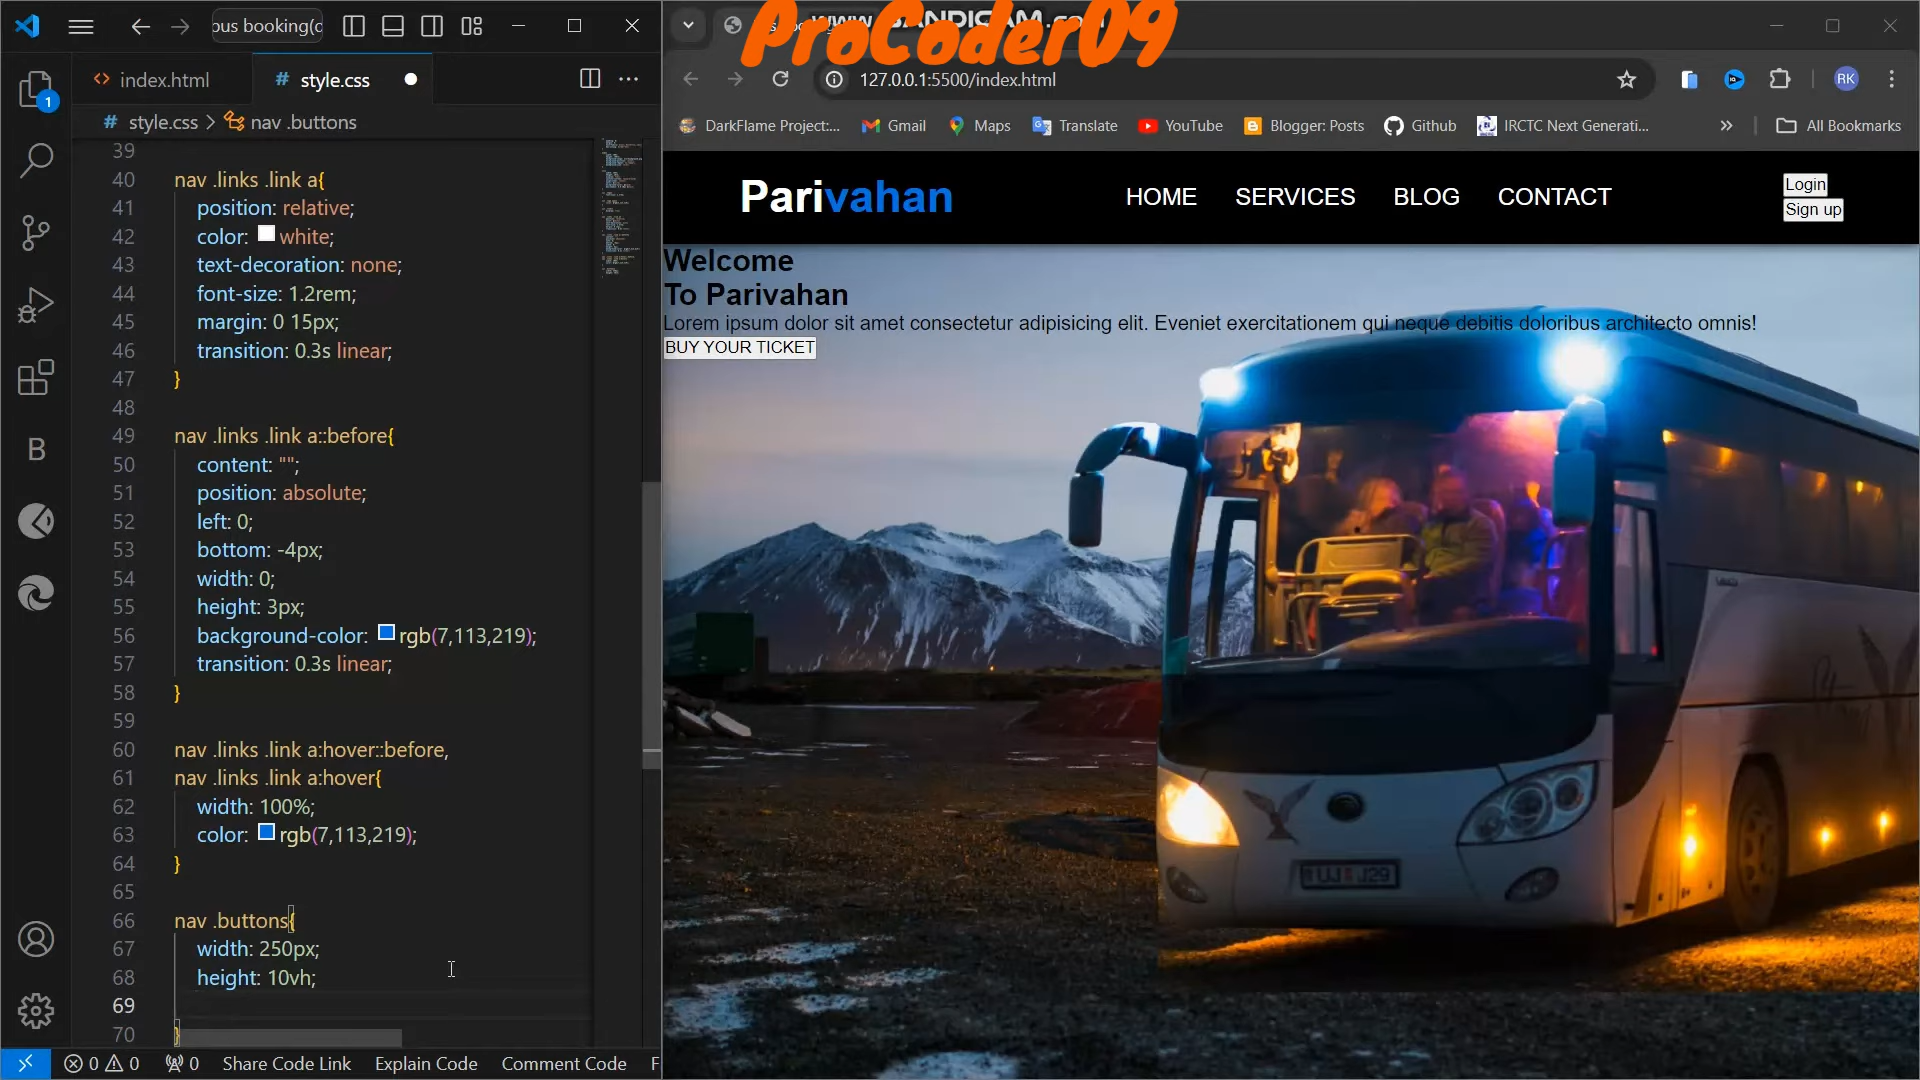 bus booking(d
index.html
# style.css
# style.css > nav .buttons
39
40 nav .links .link a{
41 position: relative;
42 color: white;
43 text-decoration: none;
44 font-size: 1.2rem;
45 margin: 0 15px;
46 transition: 0.3s linear;
47 }
48
49 nav .links .link a::before{
50 content: "";
51 position: absolute;
52 left: 0;
53 bottom: -4px;
54 width: 0;
55 height: 3px;
56 background-color: rgb(7,113,219);
57 transition: 0.3s linear;
58 }
59
60 nav .links .link a:hover::before,
61 nav .links .link a:hover{
62 width: 100%;
63 color: rgb(7,113,219);
64 }
65
66 nav .buttons{
67 width: 250px;
68 height: 10vh;
69
70 }
1
B
0 0 0 Share Code Link Explain Code Comment Code F
ProCoder09
127.0.0.1:5500/index.html
RK
DarkFlame Project:... Gmail Maps Translate YouTube Blogger: Posts Github IRCTC Next Generati... » All Bookmarks
Parivahan HOME SERVICES BLOG CONTACT
Login
Sign up
Welcome
To Parivahan
Lorem ipsum dolor sit amet consectetur adipisicing elit. Eveniet exercitationem qui neque debitis doloribus architecto omnis!
BUY YOUR TICKET